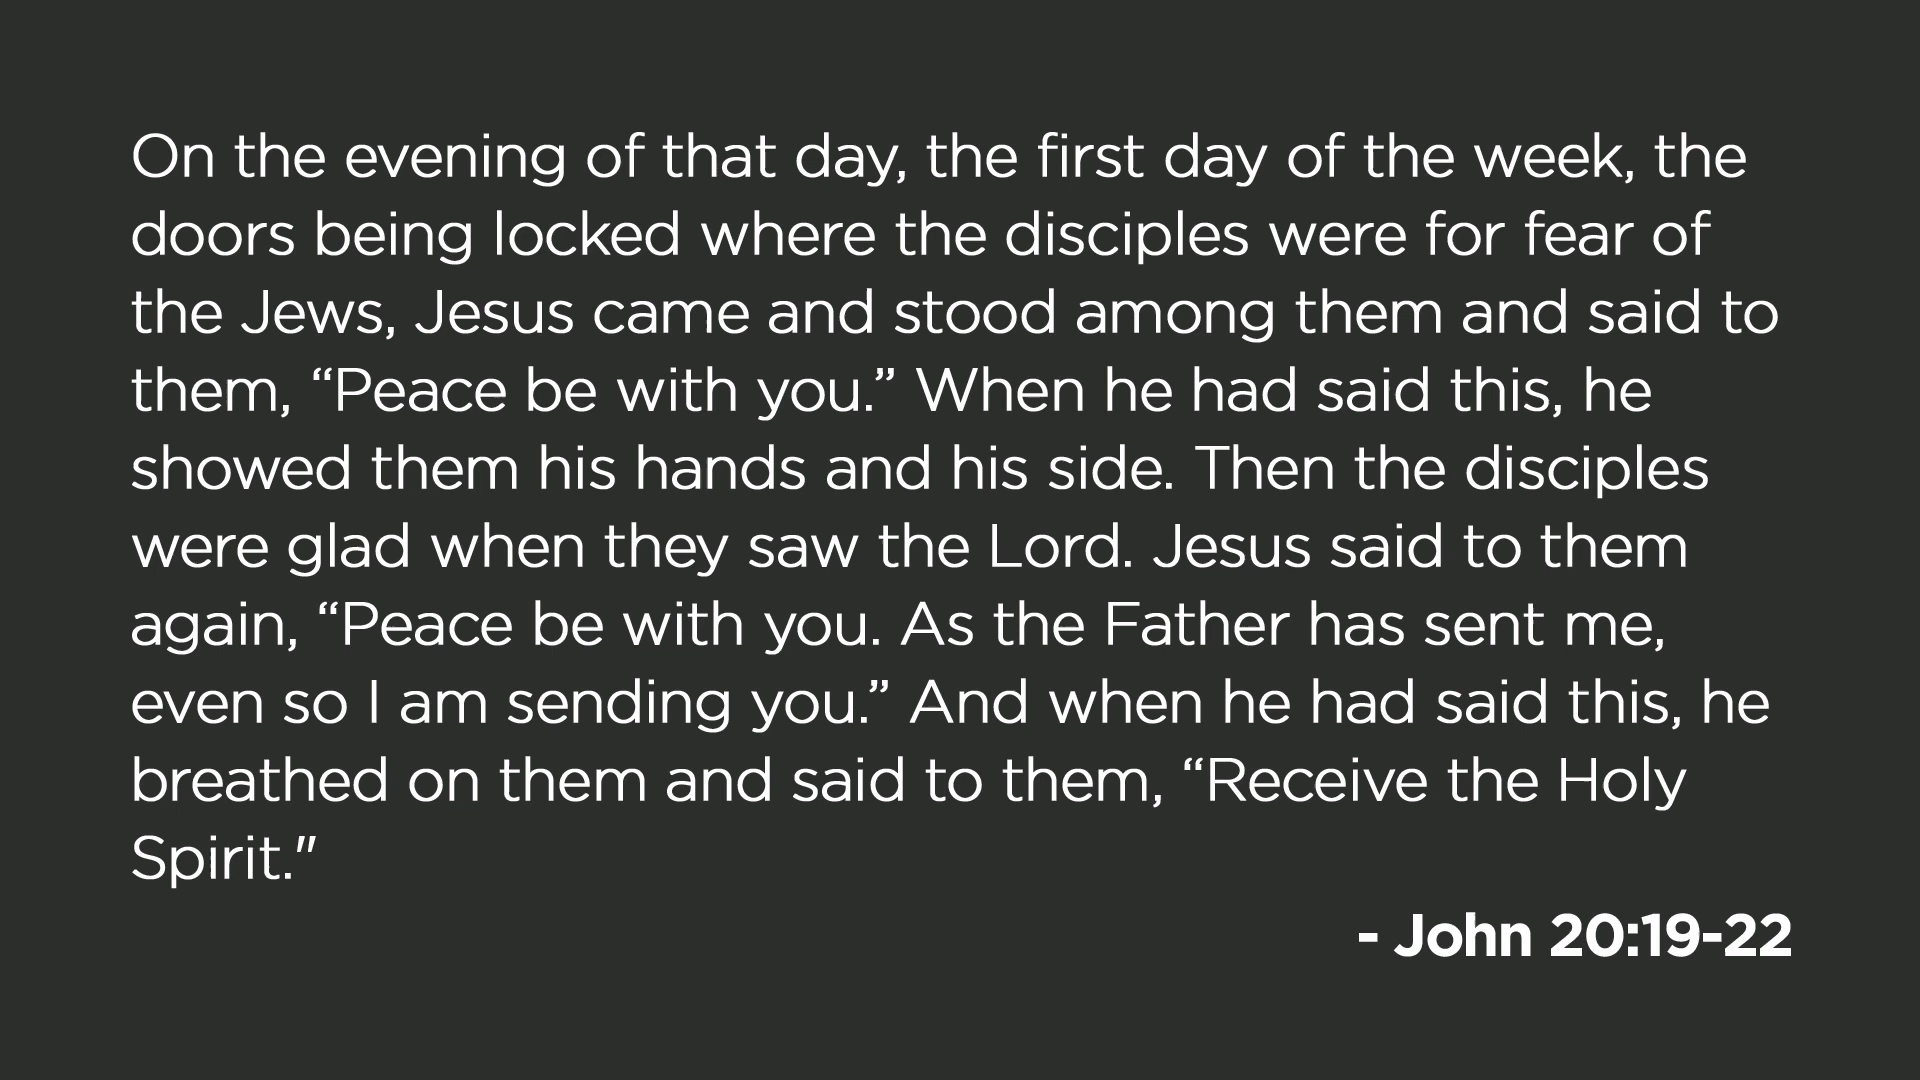 On the evening of that day, the first day of the week, the
doors being locked where the disciples were for fear of
the Jews, Jesus came and stood among them and said to
them, “Peace be with you.” When he had said this, he
showed them his hands and his side. Then the disciples
were glad when they saw the Lord. Jesus said to them
again, “Peace be with you. As the Father has sent me,
even so I am sending you.” And when he had said this, he
breathed on them and said to them, “Receive the Holy
Spirit."
- John 20:19-22